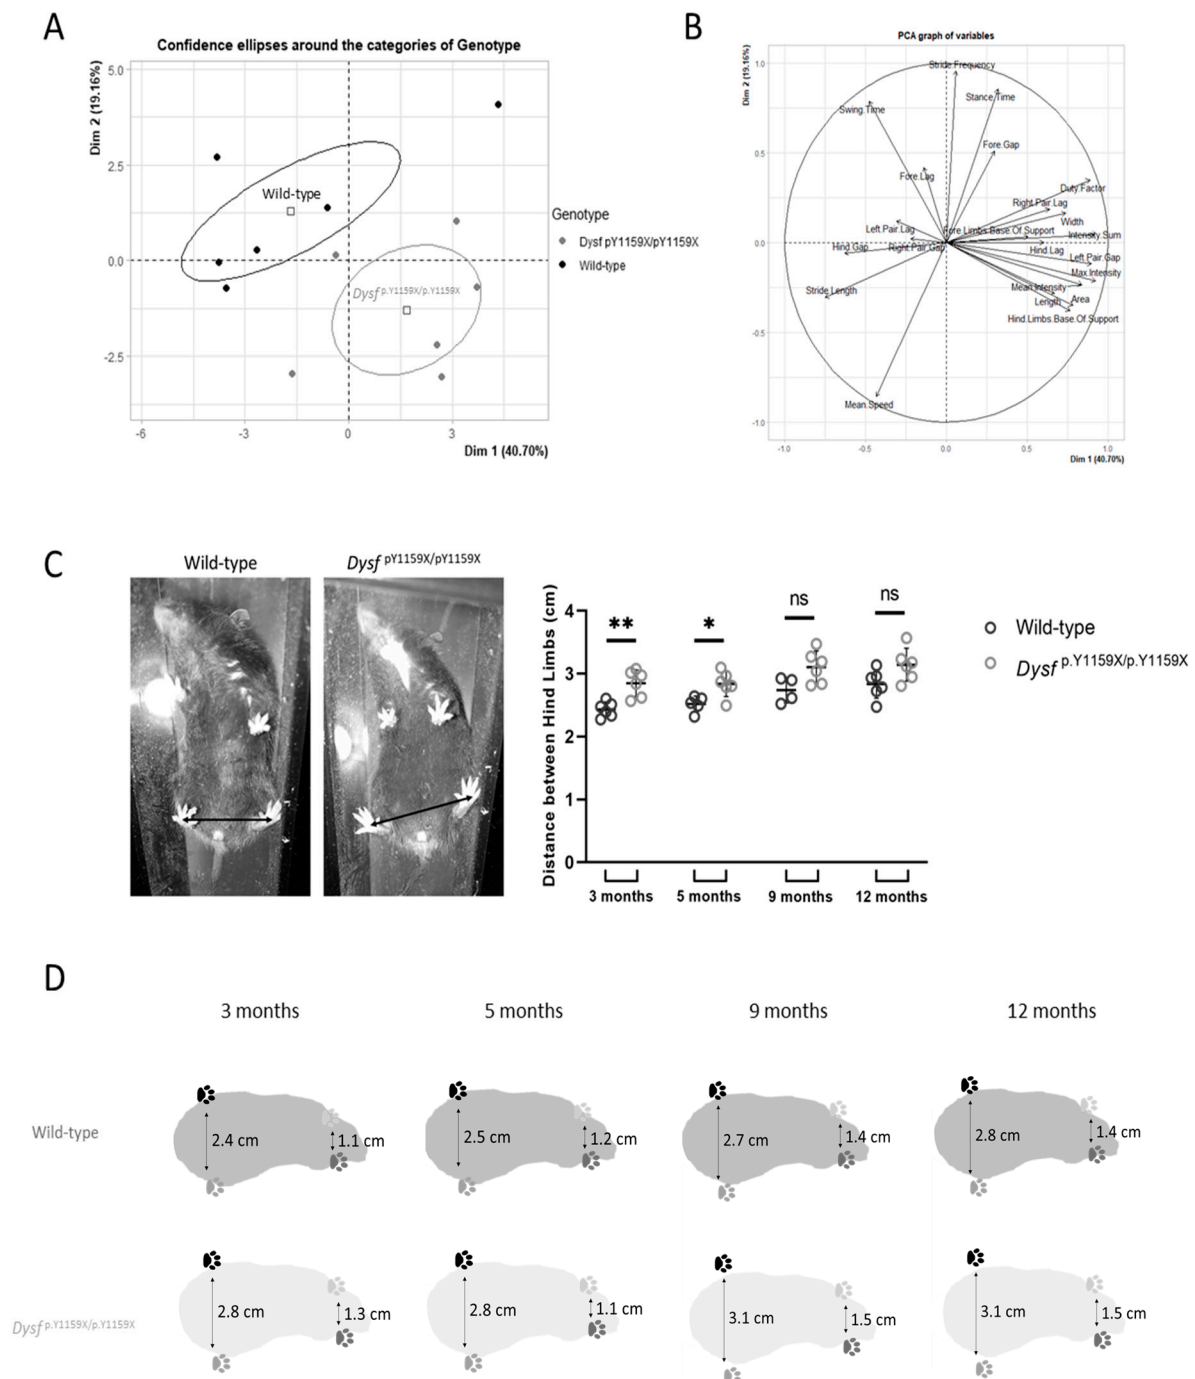 A
Confidence ellipses around the categories of Genotype
Dim 2 (19.16%)
5.0
2.5
0.0
-2.5
-6
-3
0
3
Dim 1 (40.70%)
Wild-type
Dysf p.Y1159X/p.Y1159X
Genotype
Dysf pY1159X/pY1159X
Wild-type
B
PCA graph of variables
Dim 2 (19.16%)
1.0
0.5
0.0
-0.5
-1.0
-1.0
-0.5
0.0
0.5
1.0
Dim 1 (40.70%)
Stride.Frequency
Stance.Time
Swing.Time
Fore.Gap
Fore.Lag
Duty.Factor
Right.Pair.Lag
Width
Left.Pair.Lag
Fore.Limbs.Base.Of.Support
Intensity.Sum
Hind.Gap
Right.Pair.Gap
Hind.Lag
Left.Pair.Gap
Max.Intensity
Stride.Length
Mean.Intensity
Length
Area
Hind.Limbs.Base.Of.Support
Mean.Speed
C
Wild-type
Dysf pY1159X/pY1159X
Distance between Hind Limbs (cm)
4
3
2
1
0
**
*
ns
ns
3 months
5 months
9 months
12 months
Wild-type
Dysf p.Y1159X/p.Y1159X
D
3 months
5 months
9 months
12 months
Wild-type
2.4 cm
1.1 cm
2.5 cm
1.2 cm
2.7 cm
1.4 cm
2.8 cm
1.4 cm
Dysf p.Y1159X/p.Y1159X
2.8 cm
1.3 cm
2.8 cm
1.1 cm
3.1 cm
1.5 cm
3.1 cm
1.5 cm